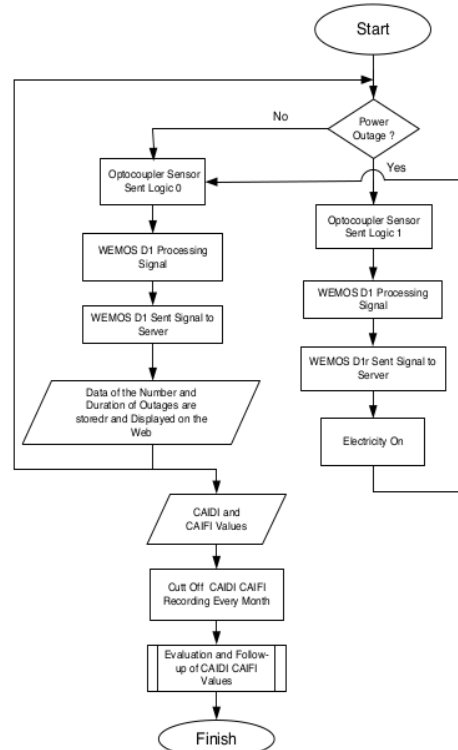 Start
Power
Outage ?
No
Yes
Optocoupler Sensor
Sent Logic 0
WEMOS D1 Processing
Signal
WEMOS D1 Sent Signal to
Server
Data of the Number and
Duration of Outages are
storedr and Displayed on the
Web
Optocoupler Sensor
Sent Logic 1
WEMOS D1 Processing
Signal
WEMOS D1r Sent Signal to
Server
Electricity On
CAIDI and
CAIFI Values
Cutt Off CAIDI CAIFI
Recording Every Month
Evaluation and Follow-
up of CAIDI CAIFI
Values
Finish